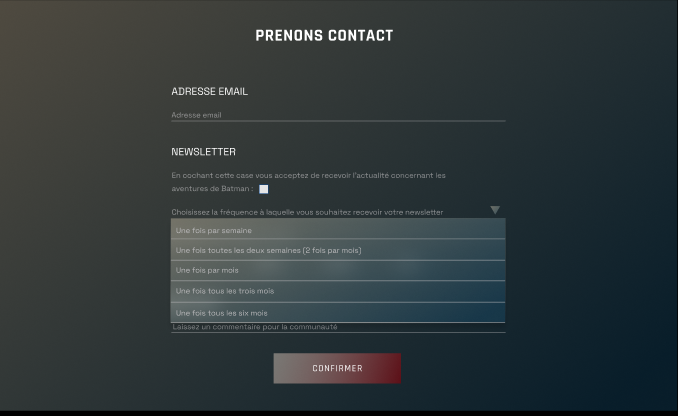 PRENONS CONTACT
ADRESSE EMAIL
Adresse email
NEWSLETTER
En cochant cette case vous acceptez de recevoir l'actualité concernant les
aventures de Batman :
Choisissez la fréquence à laquelle vous souhaitez recevoir votre newsletter
Une fois par semaine
Une fois toutes les deux semaines (2 fois par mois)
Une fois par mois
Une fois tous les trois mois
Une fois tous les six mois
Laissez un commentaire pour la communauté
CONFIRMER